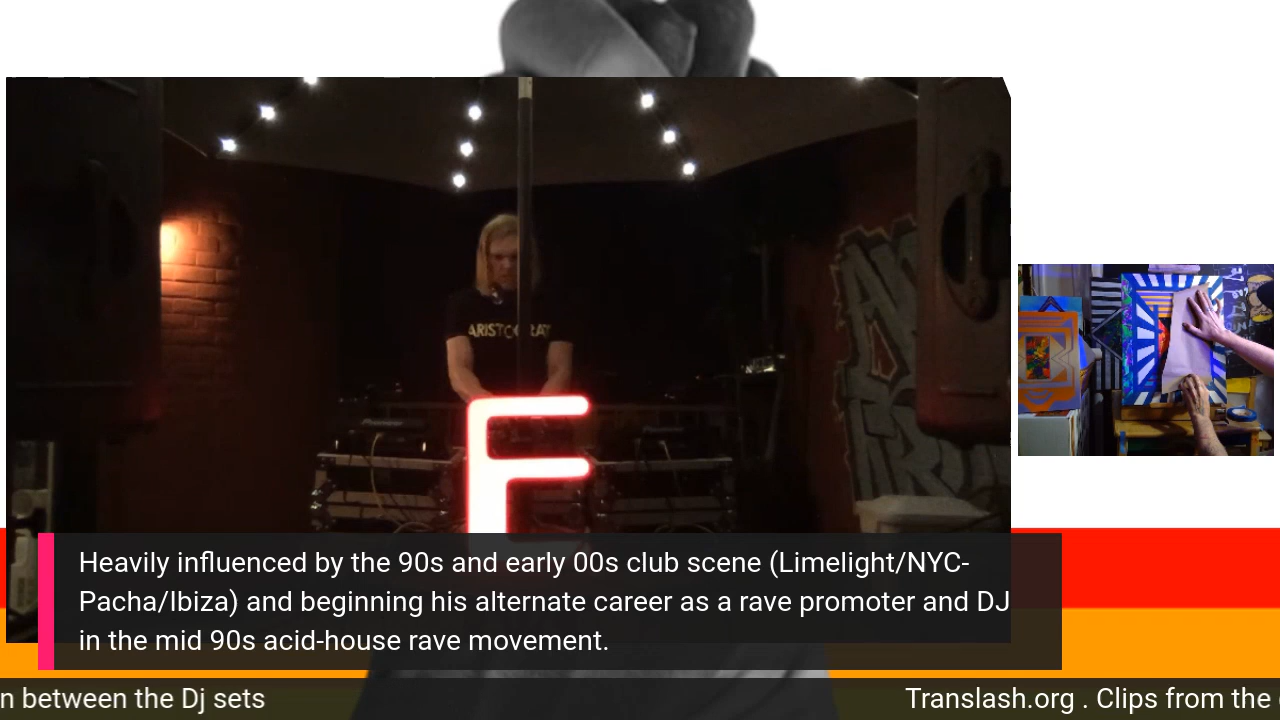 ARISTOCRAT
F
Heavily influenced by the 90s and early 00s club scene (Limelight/NYC-
Pacha/Ibiza) and beginning his alternate career as a rave promoter and DJ
in the mid 90s acid-house rave movement.
n between the Dj sets
Translash.org . Clips from the